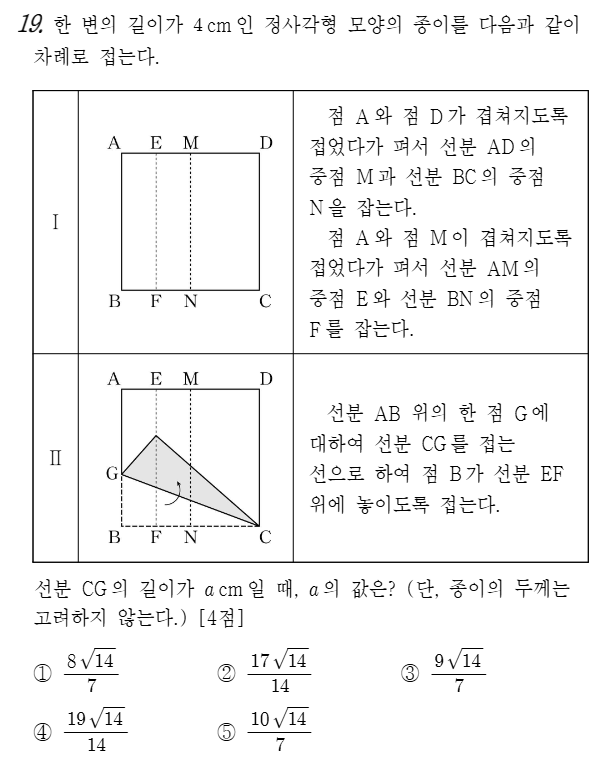 19. 한 변의 길이가 4cm인 정사각형 모양의 종이를 다음과 같이
차례로 접는다.
Ⅰ
A E M D
B F N C
점 A와 점 D가 겹쳐지도록
접었다가 펴서 선분 AD의
중점 M과 선분 BC의 중점
N을 잡는다.
점 A와 점 M이 겹쳐지도록
접었다가 펴서 선분 AM의
중점 E와 선분 BN의 중점
F를 잡는다.
Ⅱ
A E M D
G
B F N C
선분 AB 위의 한 점 G에
대하여 선분 CG를 접는
선으로 하여 점 B가 선분 EF
위에 놓이도록 접는다.
선분 CG의 길이가 a cm일 때, a의 값은? (단, 종이의 두께는
고려하지 않는다.) [4점]
① 8√14/7 ② 17√14/14 ③ 9√14/7
④ 19√14/14 ⑤ 10√14/7